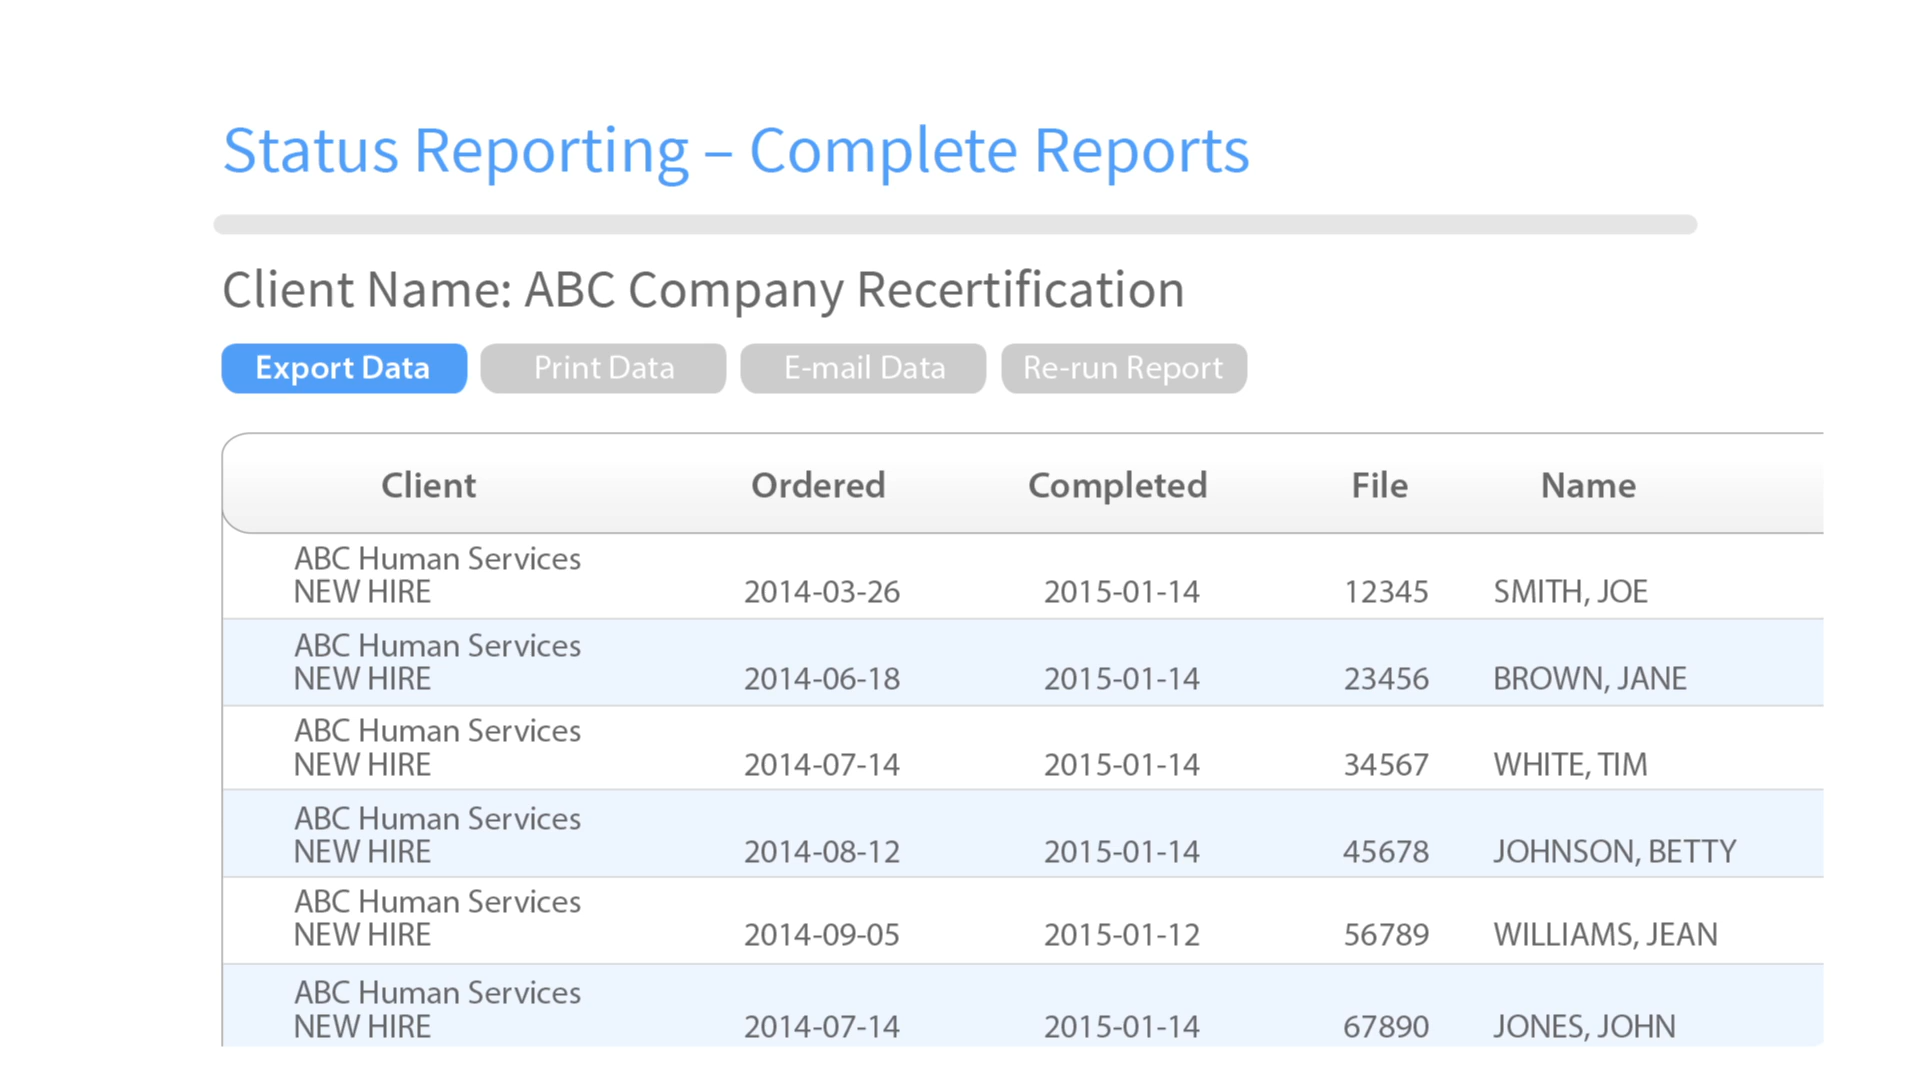 Status Reporting – Complete Reports
Client Name: ABC Company Recertification
Export Data Print Data E-mail Data Re-run Report
Client Ordered Completed File Name
ABC Human Services
NEW HIRE 2014-03-26 2015-01-14 12345 SMITH, JOE
ABC Human Services
NEW HIRE 2014-06-18 2015-01-14 23456 BROWN, JANE
ABC Human Services
NEW HIRE 2014-07-14 2015-01-14 34567 WHITE, TIM
ABC Human Services
NEW HIRE 2014-08-12 2015-01-14 45678 JOHNSON, BETTY
ABC Human Services
NEW HIRE 2014-09-05 2015-01-12 56789 WILLIAMS, JEAN
ABC Human Services
NEW HIRE 2014-07-14 2015-01-14 67890 JONES, JOHN